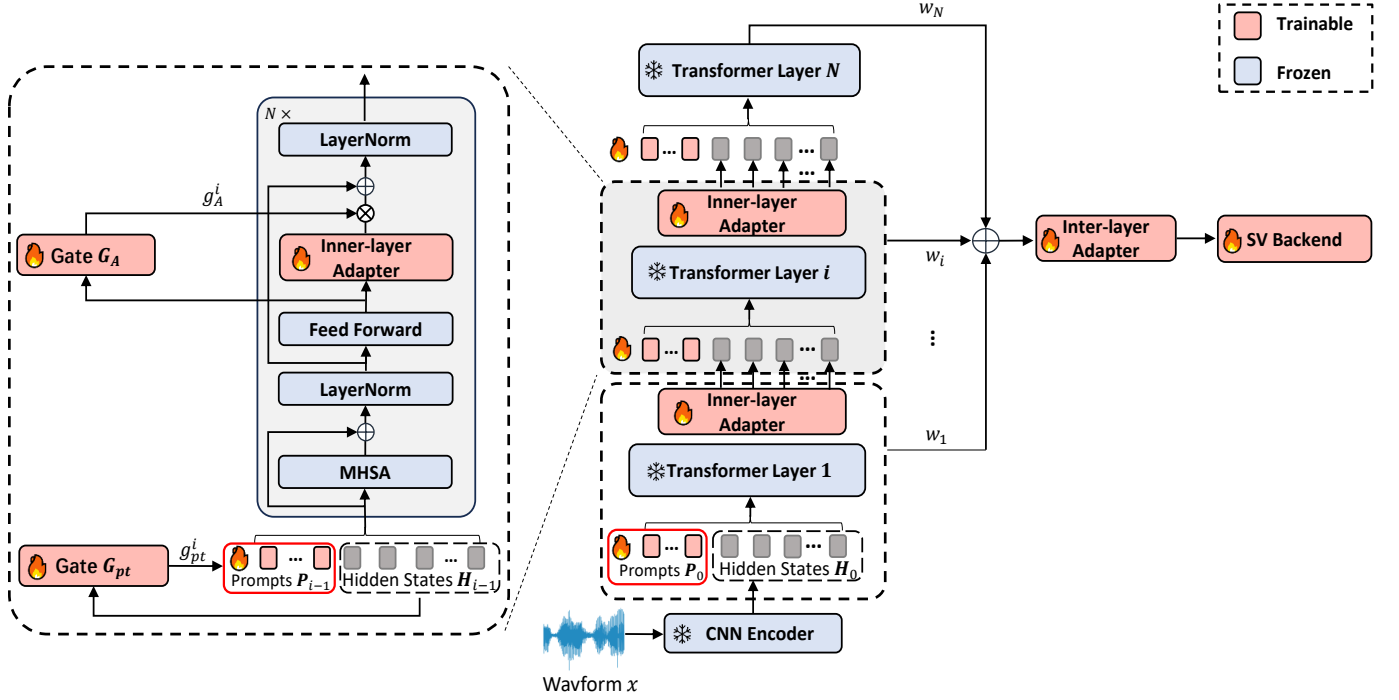 N ×
LayerNorm
g_A^i
Gate G_A
Inner-layer
Adapter
Feed Forward
LayerNorm
MHSA
Gate G_pt
g_pt^i
...
Prompts P_{i−1}
...
Hidden States H_{i−1}
w_N
Transformer Layer N
...
...
...
Inner-layer
Adapter
Transformer Layer i
...
...
...
Inner-layer
Adapter
Transformer Layer 1
...
Prompts P_0
...
Hidden States H_0
CNN Encoder
Wavform x
w_i
⋮
w_1
Inter-layer
Adapter
SV Backend
Trainable
Frozen